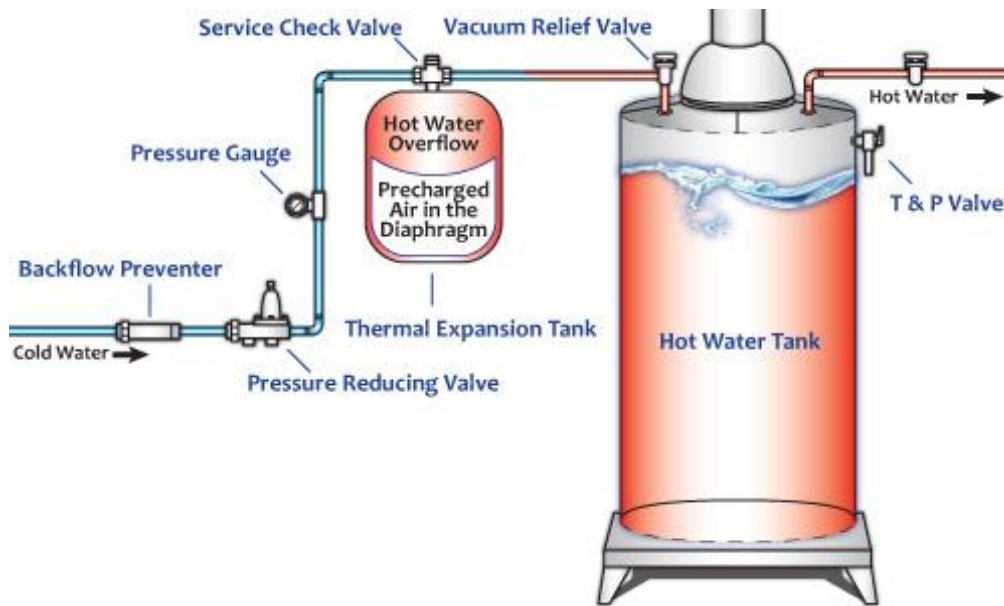 Service Check Valve
Vacuum Relief Valve
Hot Water
Hot Water
Overflow
Pressure Gauge
Precharged
Air in the
Diaphragm
T & P Valve
Backflow Preventer
Thermal Expansion Tank
Hot Water Tank
Cold Water
Pressure Reducing Valve